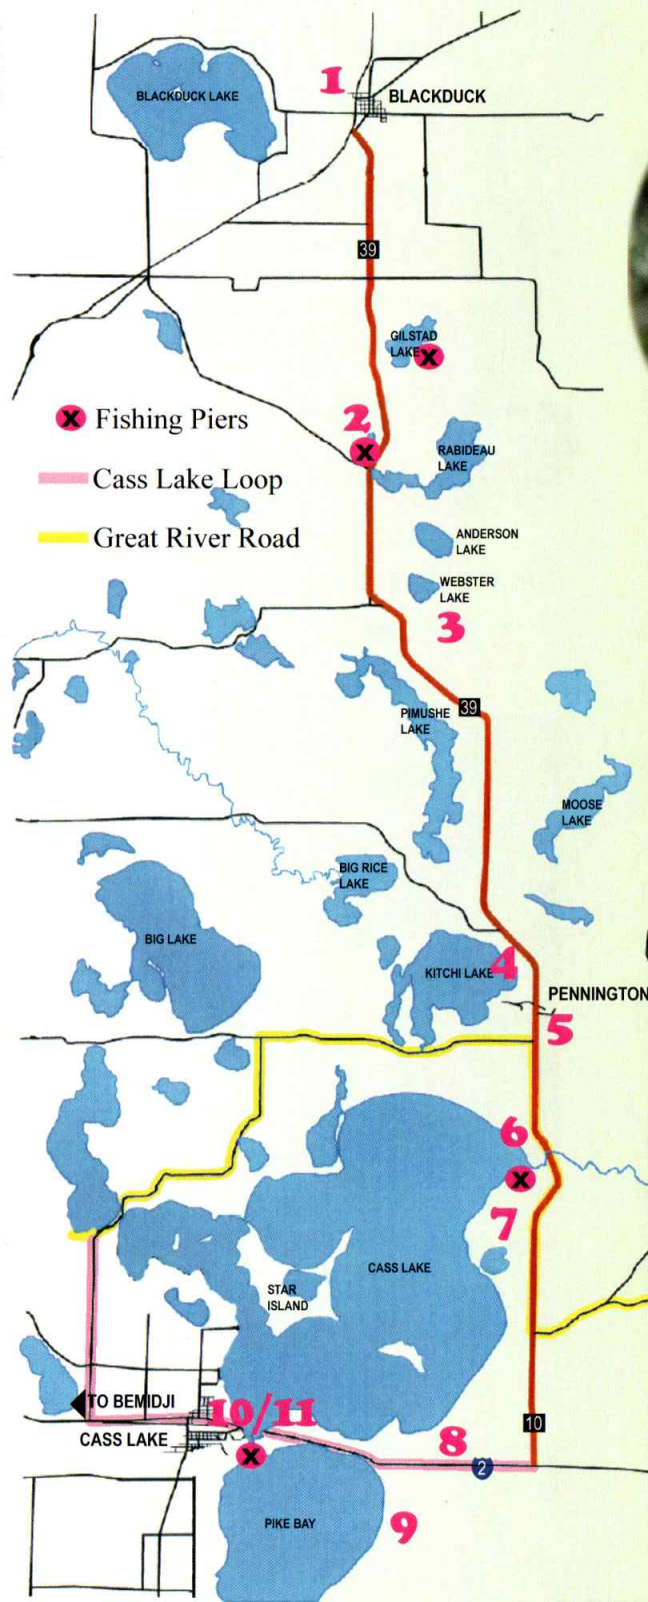 1
BLACKDUCK LAKE
BLACKDUCK
39
GILSTAD
LAKE
X
2
X
X Fishing Piers
RABIDEAU
LAKE
Cass Lake Loop
Great River Road
ANDERSON
LAKE
WEBSTER
LAKE
3
39
PIMUSHE
LAKE
MOOSE
LAKE
BIG RICE
LAKE
BIG LAKE
4
KITCHI LAKE
PENNINGTON
5
6
X
7
CASS LAKE
STAR
ISLAND
TO BEMIDJI
10/11
10
CASS LAKE
8
X
2
PIKE BAY
9